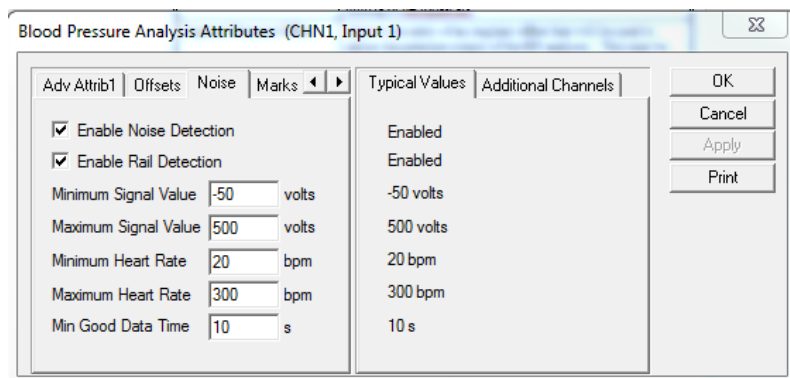 Blood Pressure Analysis Attributes (CHN1, Input 1)
Adv Attrib1 Offsets Noise Marks
Enable Noise Detection
Enable Rail Detection
Minimum Signal Value -50 volts
Maximum Signal Value 500 volts
Minimum Heart Rate 20 bpm
Maximum Heart Rate 300 bpm
Min Good Data Time 10 s
Typical Values Additional Channels
Enabled
Enabled
-50 volts
500 volts
20 bpm
300 bpm
10 s
OK
Cancel
Apply
Print